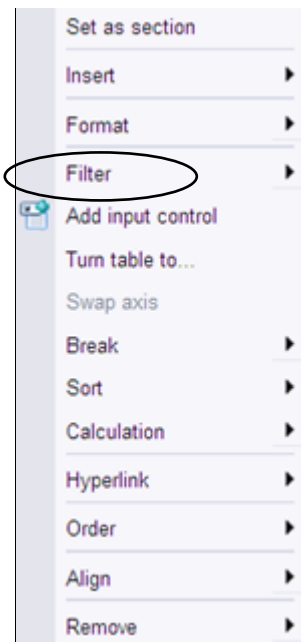 Set as section
Insert
Format
Filter
Add input control
Turn table to...
Swap axis
Break
Sort
Calculation
Hyperlink
Order
Align
Remove